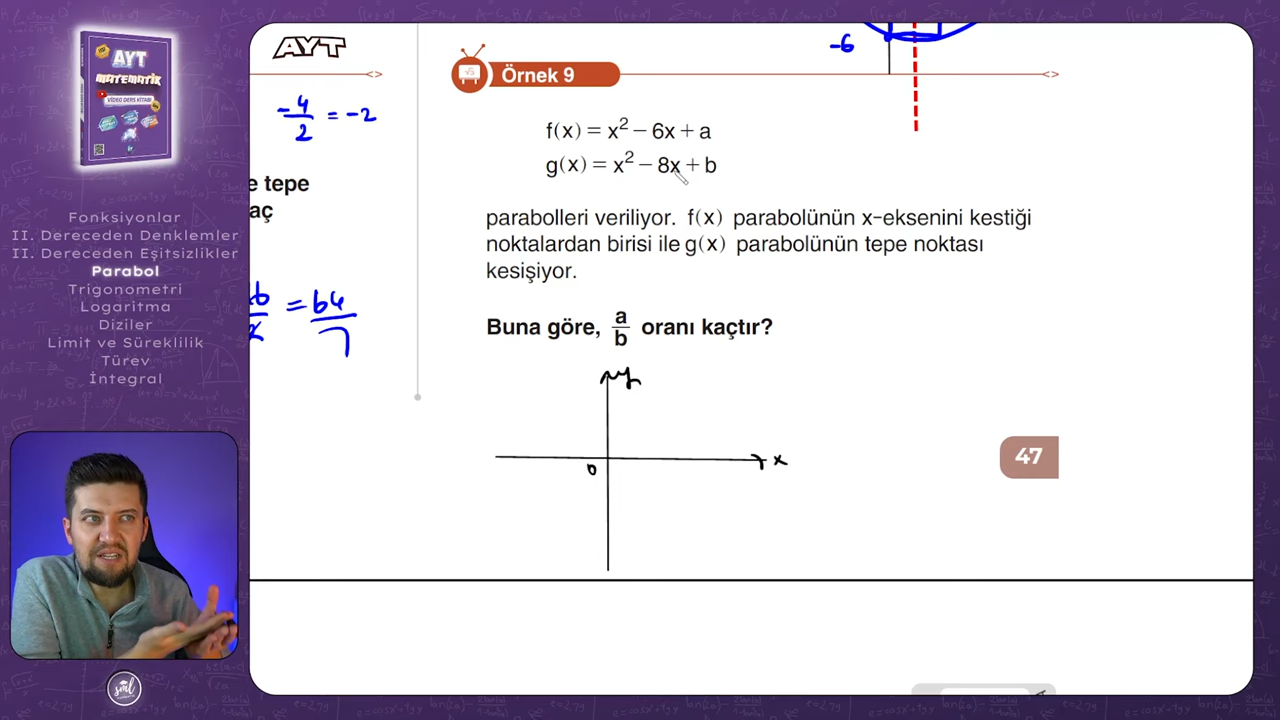 AYT
MATEMATİK
VİDEO DERS KİTABI
Fonksiyonlar
II. Dereceden Denklemler
II. Dereceden Eşitsizlikler
Parabol
Trigonometri
Logaritma
Diziler
Limit ve Süreklilik
Türev
İntegral
sml
AYT
-4/2 = -2
e tepe
aç
= 64/7
-6
Örnek 9
f(x) = x² − 6x + a
g(x) = x² − 8x + b
parabolleri veriliyor. f(x) parabolünün x-eksenini kestiği
noktalardan birisi ile g(x) parabolünün tepe noktası
kesişiyor.
Buna göre, a/b oranı kaçtır?
y
x
0
47